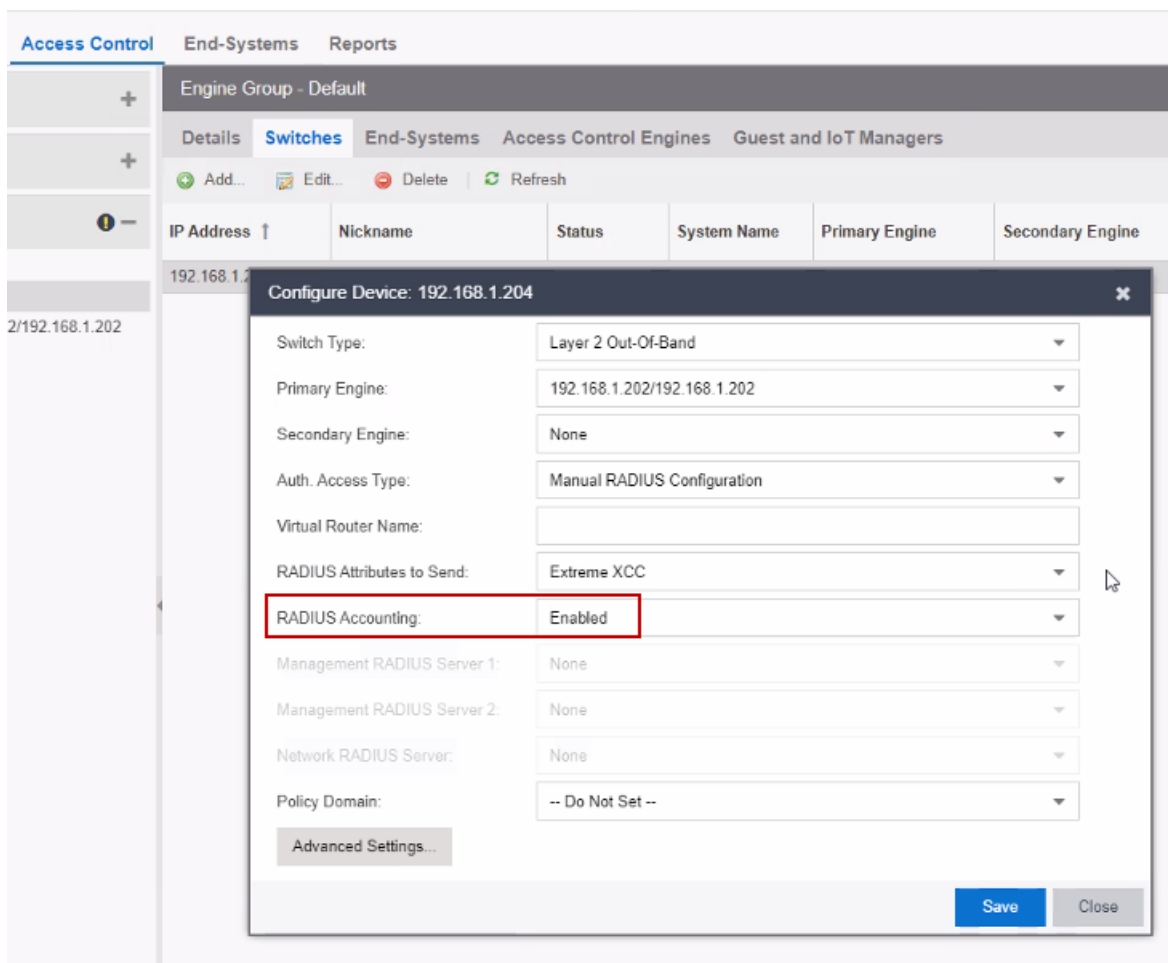 Access Control End-Systems Reports
Engine Group - Default
Details Switches End-Systems Access Control Engines Guest and IoT Managers
Add... Edit... Delete Refresh
IP Address Nickname Status System Name Primary Engine Secondary Engine
192.168.1.2
Configure Device: 192.168.1.204
2/192.168.1.202
Switch Type: Layer 2 Out-Of-Band
Primary Engine: 192.168.1.202/192.168.1.202
Secondary Engine: None
Auth. Access Type: Manual RADIUS Configuration
Virtual Router Name:
RADIUS Attributes to Send: Extreme XCC
RADIUS Accounting: Enabled
Management RADIUS Server 1: None
Management RADIUS Server 2: None
Network RADIUS Server: None
Policy Domain: -- Do Not Set --
Advanced Settings...
Save Close